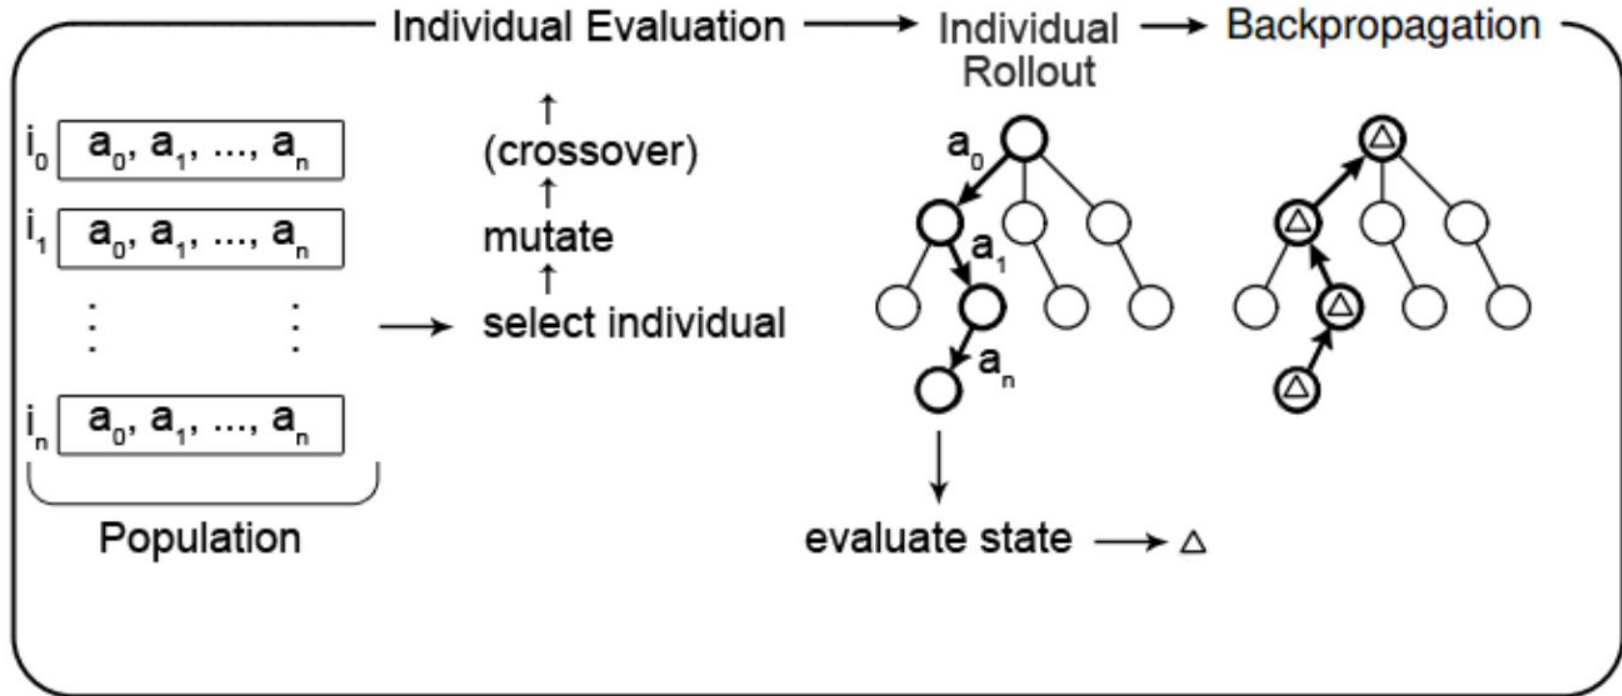 Individual Evaluation → Individual Rollout → Backpropagation
i₀ a₀, a₁, ..., aₙ
i₁ a₀, a₁, ..., aₙ
⋮ ⋮
iₙ a₀, a₁, ..., aₙ
Population
→ select individual
↑
mutate
↑
(crossover)
↑
a₀
a₁
aₙ
evaluate state → △
△
△
△
△